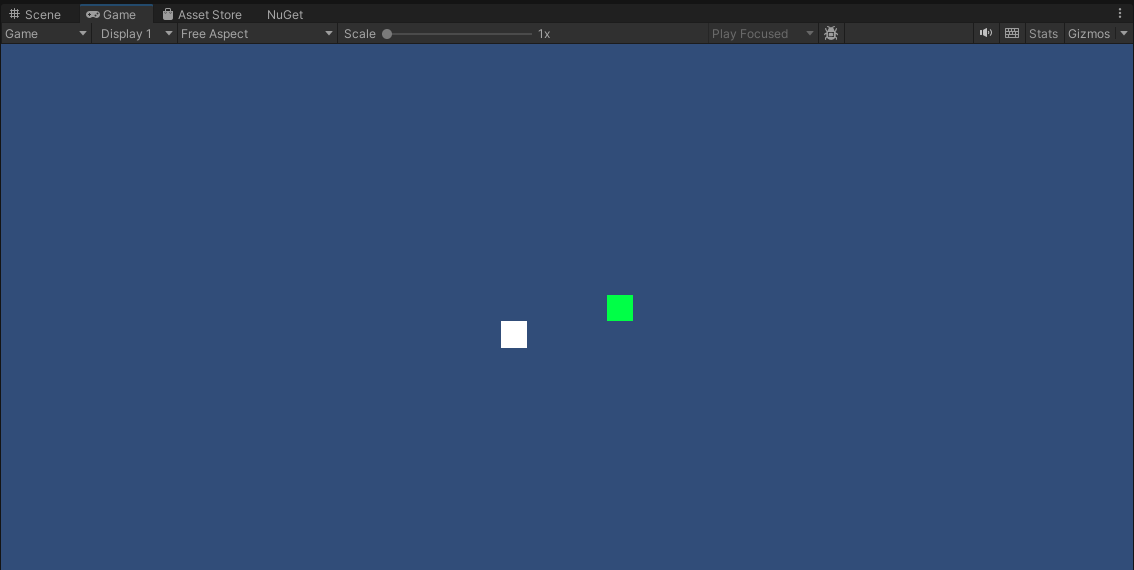 Scene Game Asset Store NuGet
Game Display 1 Free Aspect Scale 1x Play Focused Stats Gizmos